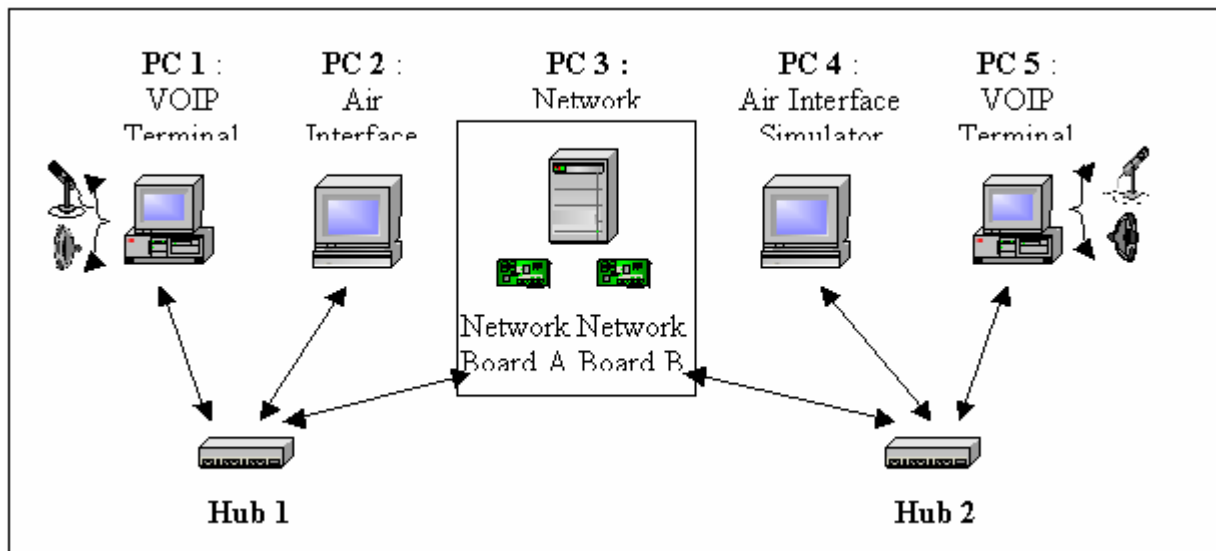 PC 1 :
VOIP
Terminal
PC 2 :
Air
Interface
PC 3 :
Network
PC 4 :
Air Interface
Simulator
PC 5 :
VOIP
Terminal
Network Network
Board A Board B
Hub 1
Hub 2